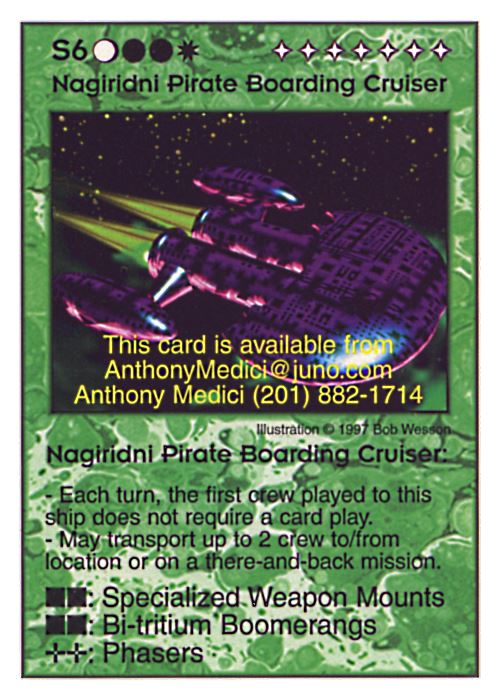 S6
Nagiridni Pirate Boarding Cruiser
This card is available from
AnthonyMedici@juno.com
Anthony Medici (201) 882-1714
Illustration © 1997 Bob Wesson
Nagiridni Pirate Boarding Cruiser:
- Each turn, the first crew played to this
ship does not require a card play.
- May transport up to 2 crew to/from
location or on a there-and-back mission.
■■: Specialized Weapon Mounts
■■: Bi-tritium Boomerangs
✢✢: Phasers